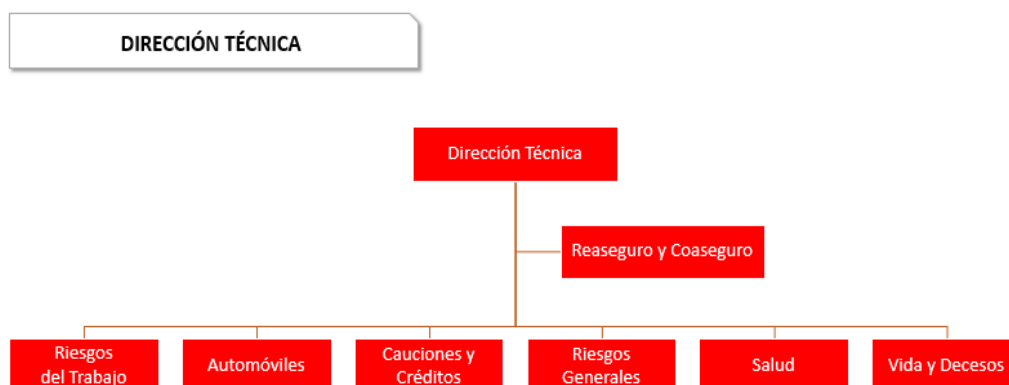 DIRECCIÓN TÉCNICA
Dirección Técnica
Reaseguro y Coaseguro
Riesgos
del Trabajo
Automóviles
Cauciones y
Créditos
Riesgos
Generales
Salud
Vida y Decesos